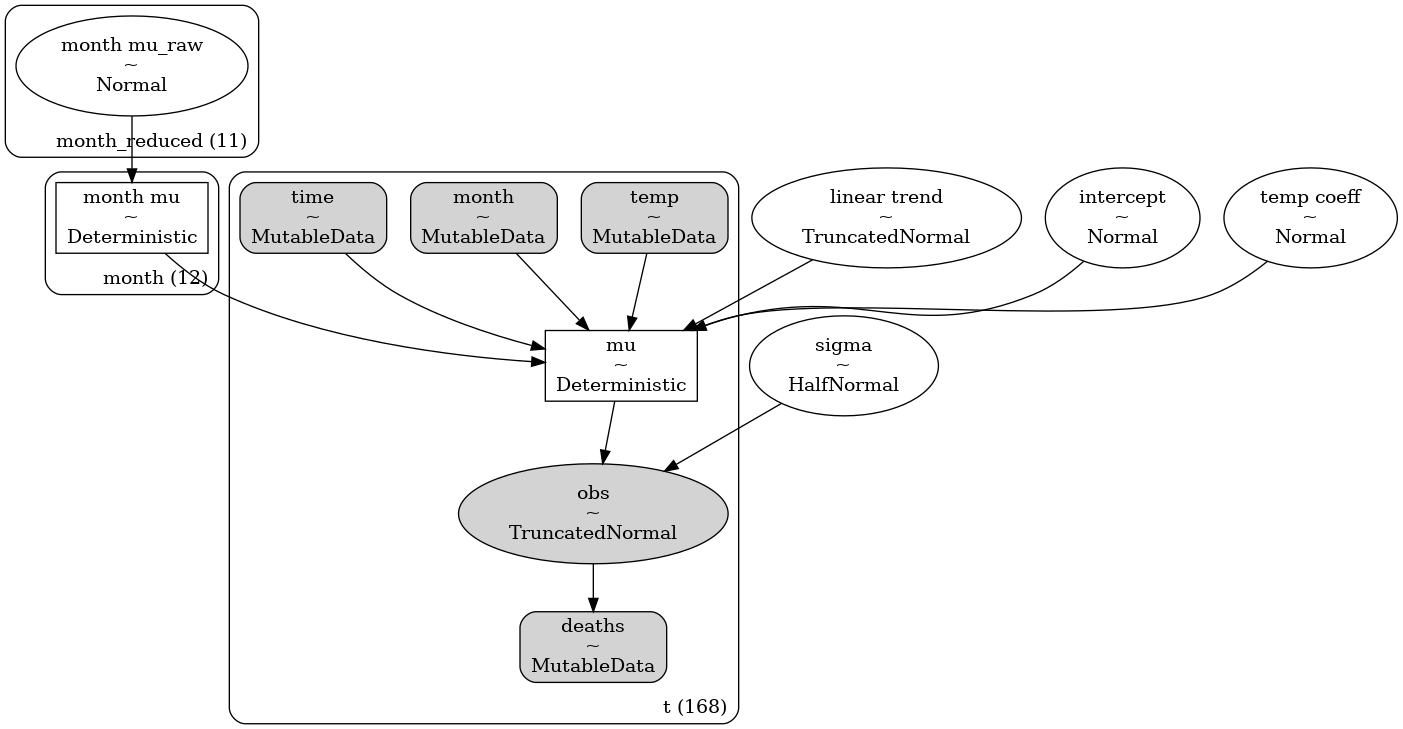 month mu_raw
~
Normal
month_reduced (11)
month mu
~
Deterministic
month (12)
time
~
MutableData
month
~
MutableData
temp
~
MutableData
linear trend
~
TruncatedNormal
intercept
~
Normal
temp coeff
~
Normal
mu
~
Deterministic
sigma
~
HalfNormal
obs
~
TruncatedNormal
deaths
~
MutableData
t (168)